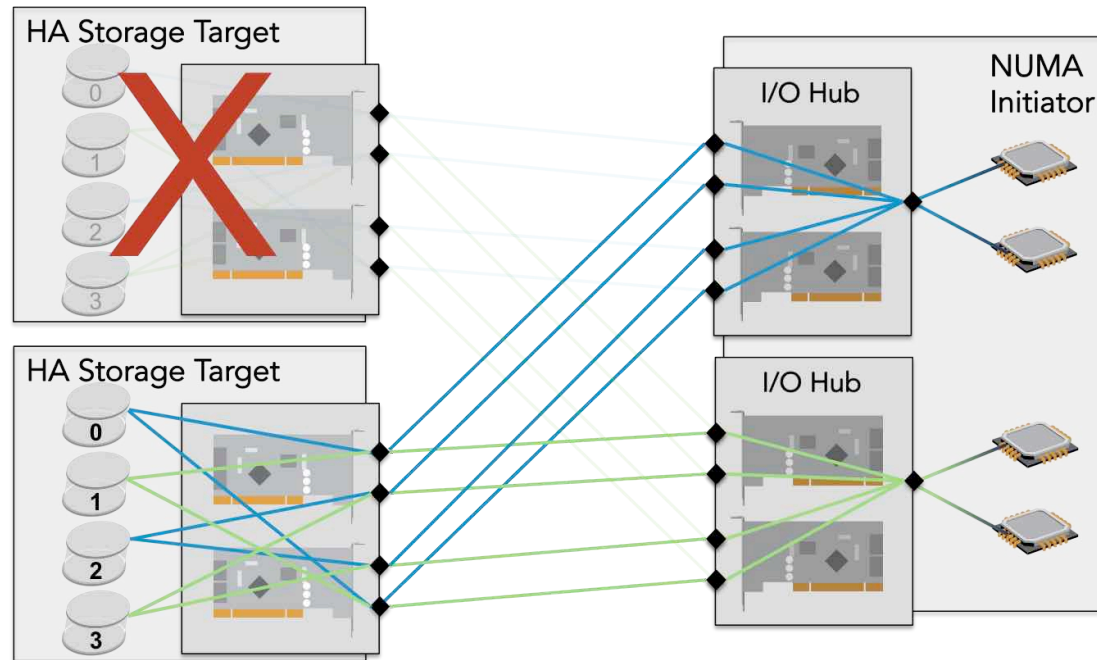 HA Storage Target
0
1
2
3
HA Storage Target
0
1
2
3
I/O Hub
I/O Hub
NUMA
Initiator